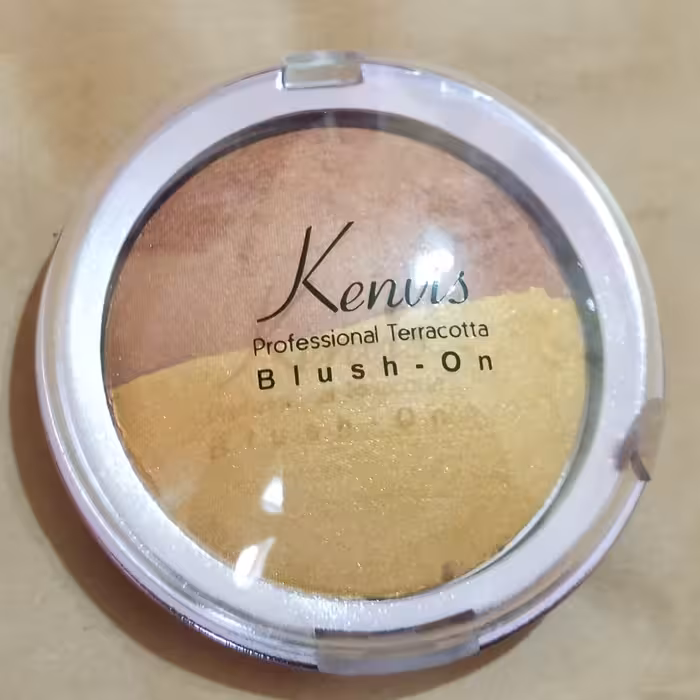 Kenvis
Professional Terracotta
Blush-On